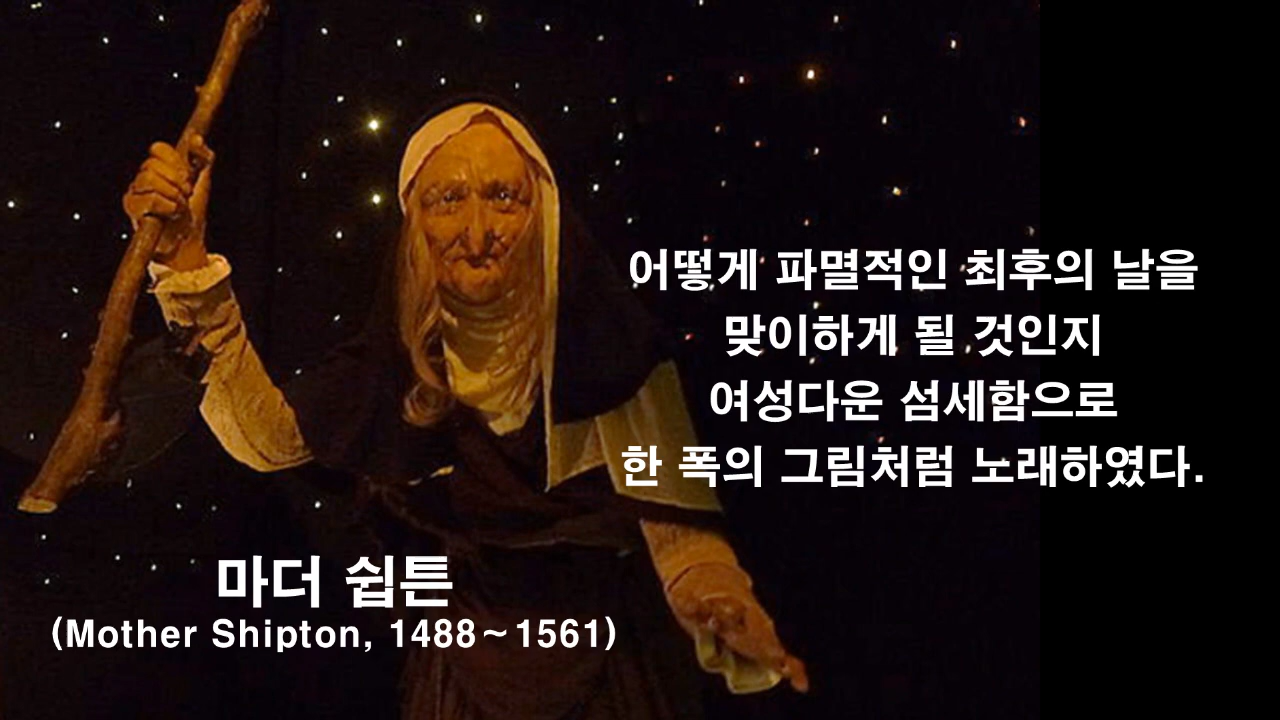 어떻게 파멸적인 최후의 날을
맞이하게 될 것인지
여성다운 섬세함으로
한 폭의 그림처럼 노래하였다.
마더 쉽튼
(Mother Shipton, 1488~1561)